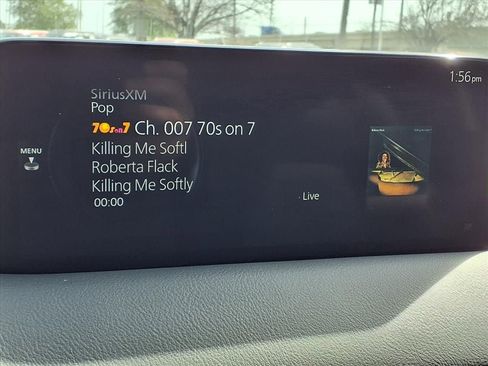 1:56pm
SiriusXM
Pop
70s on 7 Ch. 007 70s on 7
MENU
Killing Me Softl
Roberta Flack
Killing Me Softly
00:00
Live